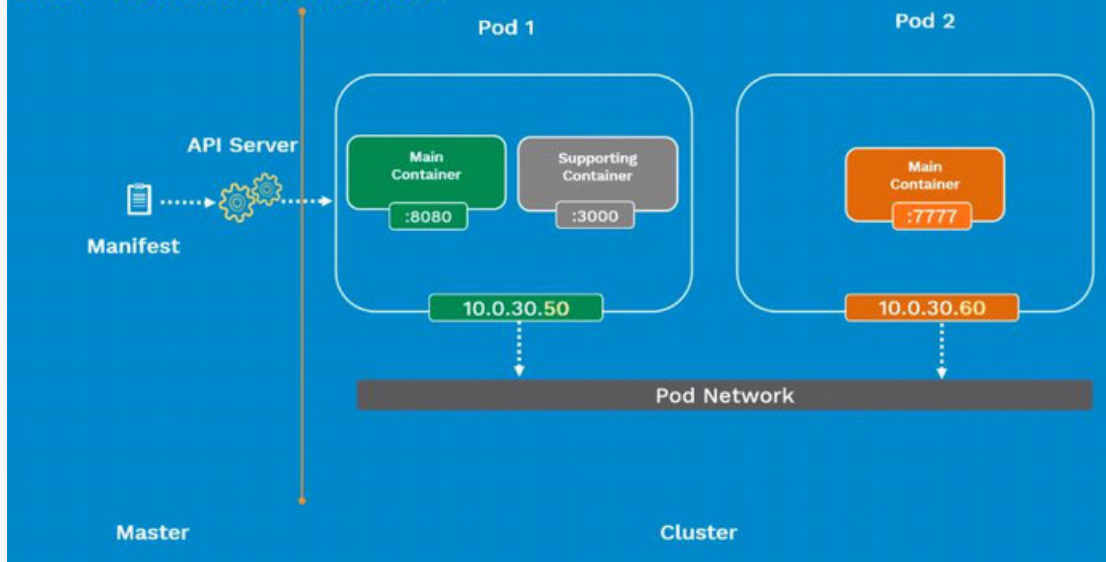 Pod 1
Pod 2
API Server
Manifest
Main
Container
:8080
Supporting
Container
:3000
Main
Container
:7777
10.0.30.50
10.0.30.60
Pod Network
Master
Cluster